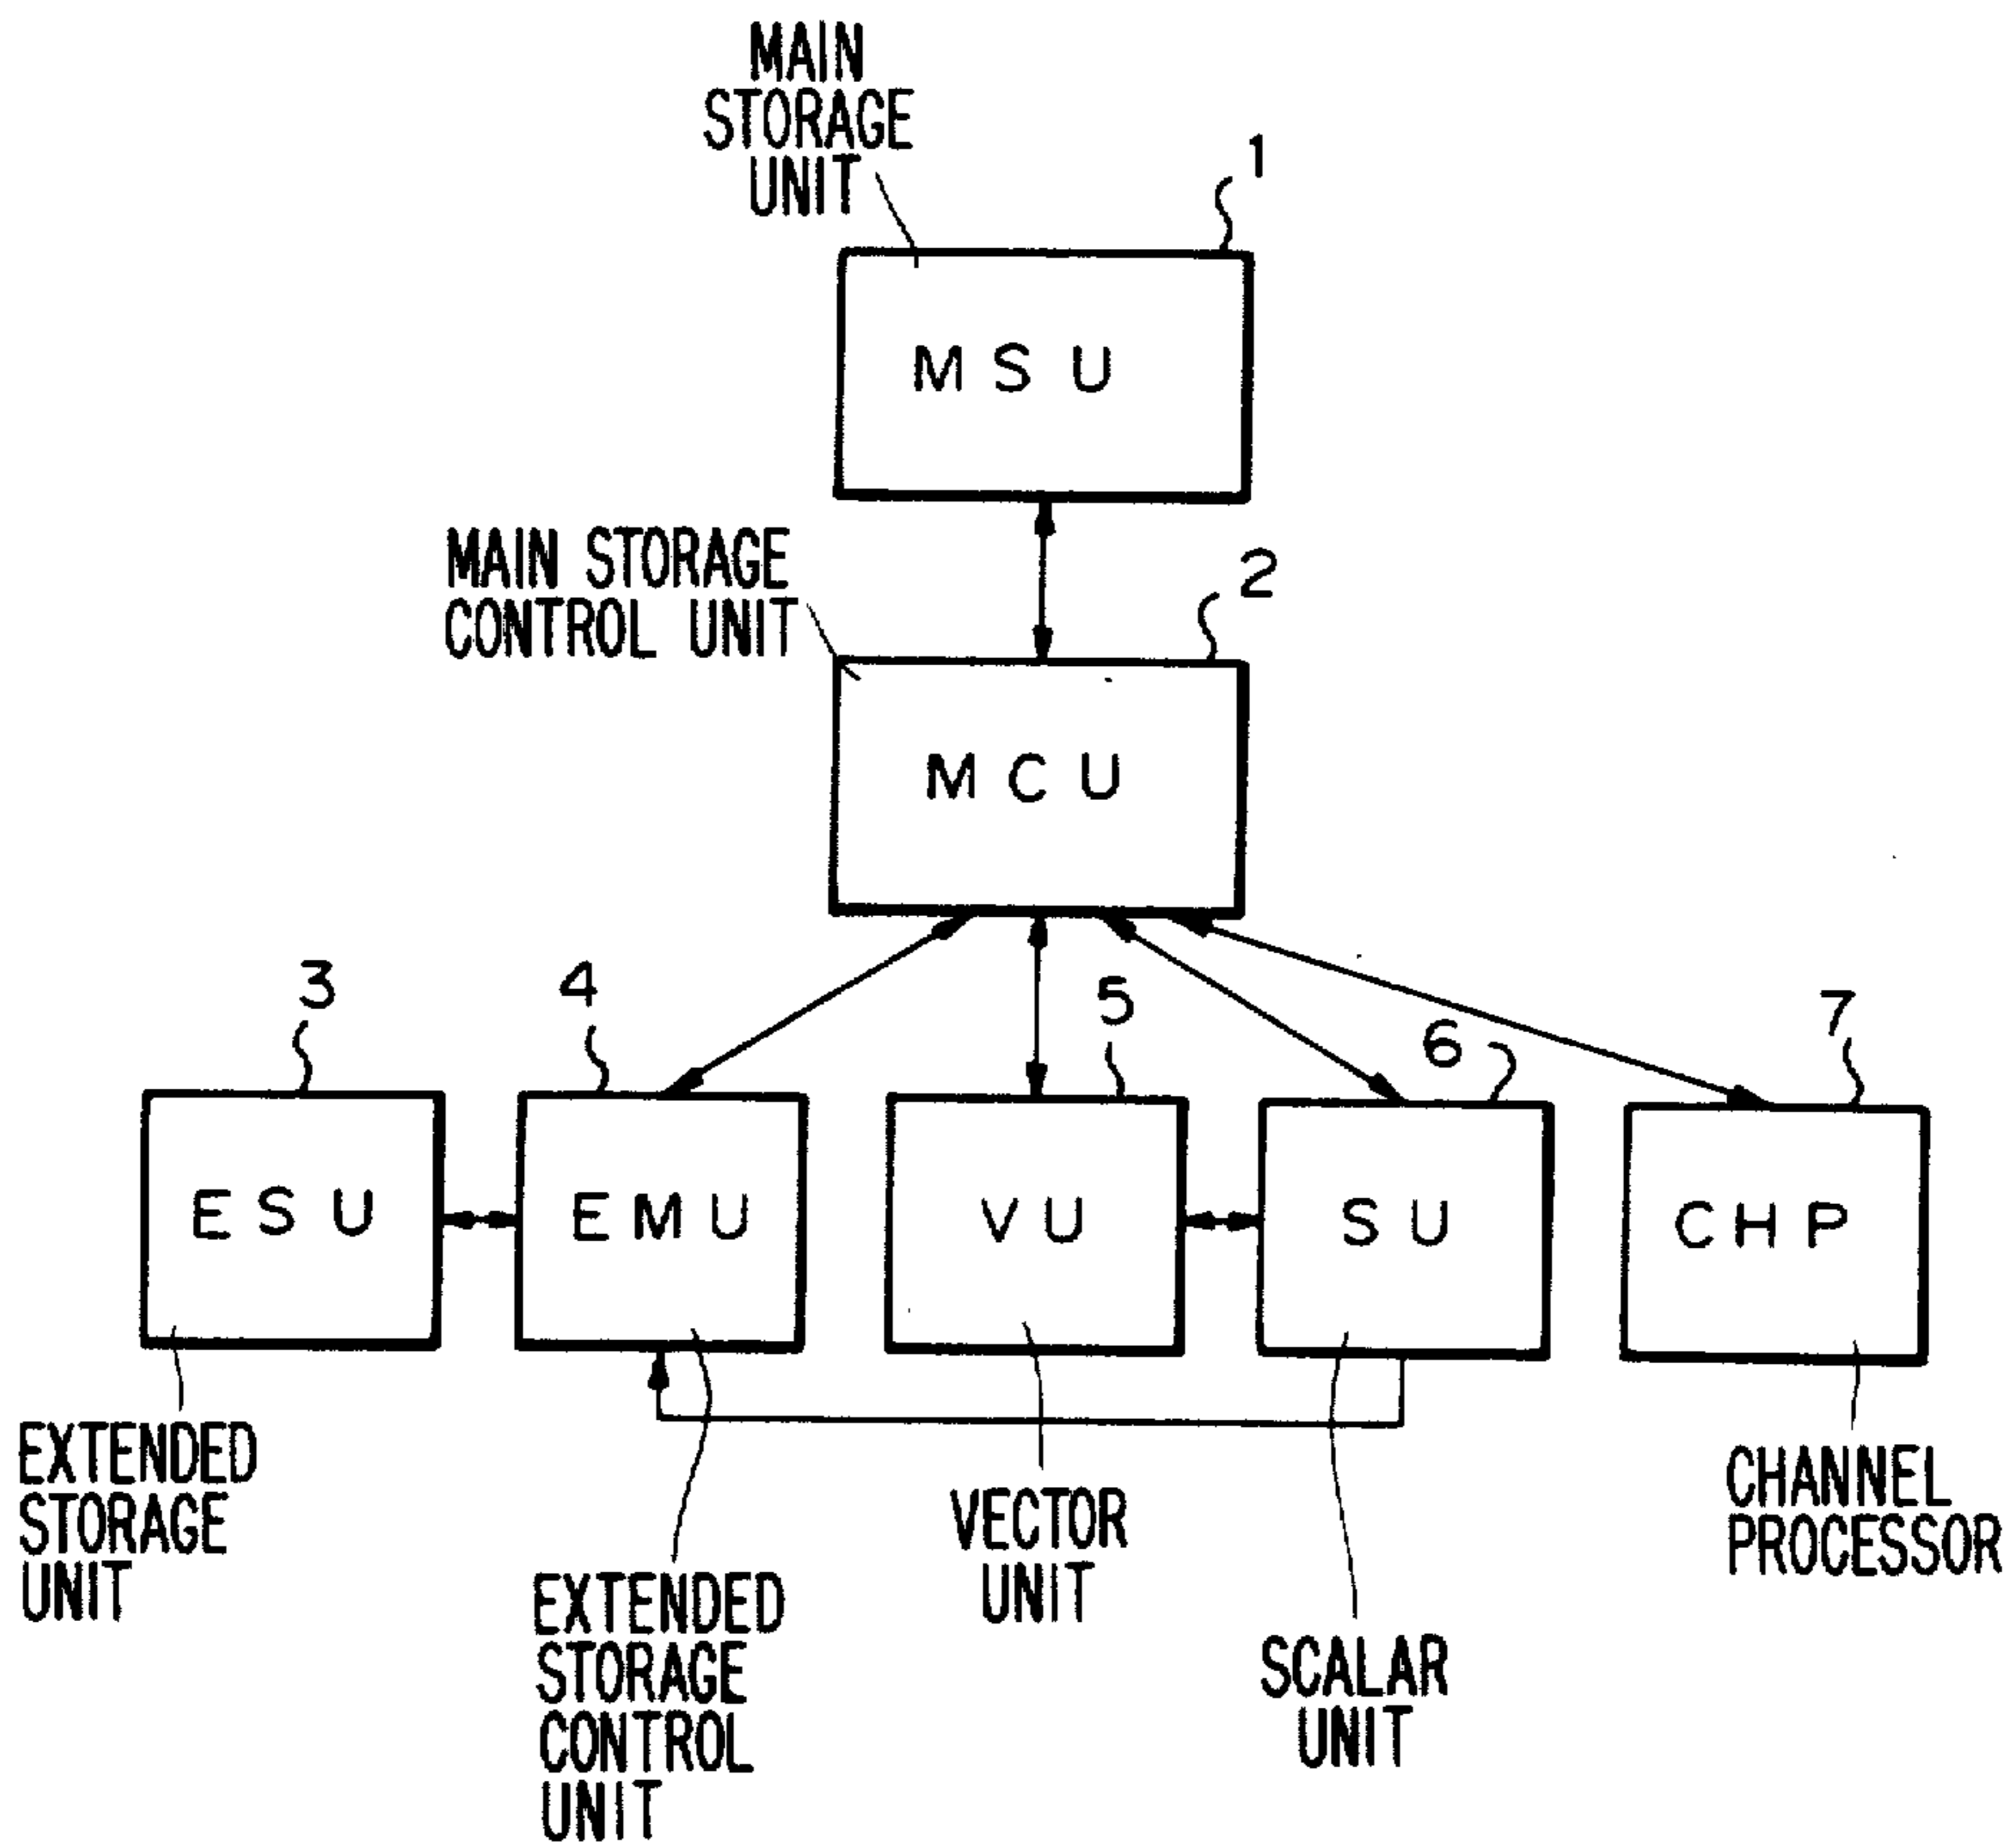 MAIN
STORAGE
UNIT
1
MSU
MAIN STORAGE
CONTROL UNIT
2
MCU
3
4
5
6
7
ESU
EMU
VU
SU
CHP
EXTENDED
STORAGE
UNIT
EXTENDED
STORAGE
CONTROL
UNIT
VECTOR
UNIT
SCALAR
UNIT
CHANNEL
PROCESSOR